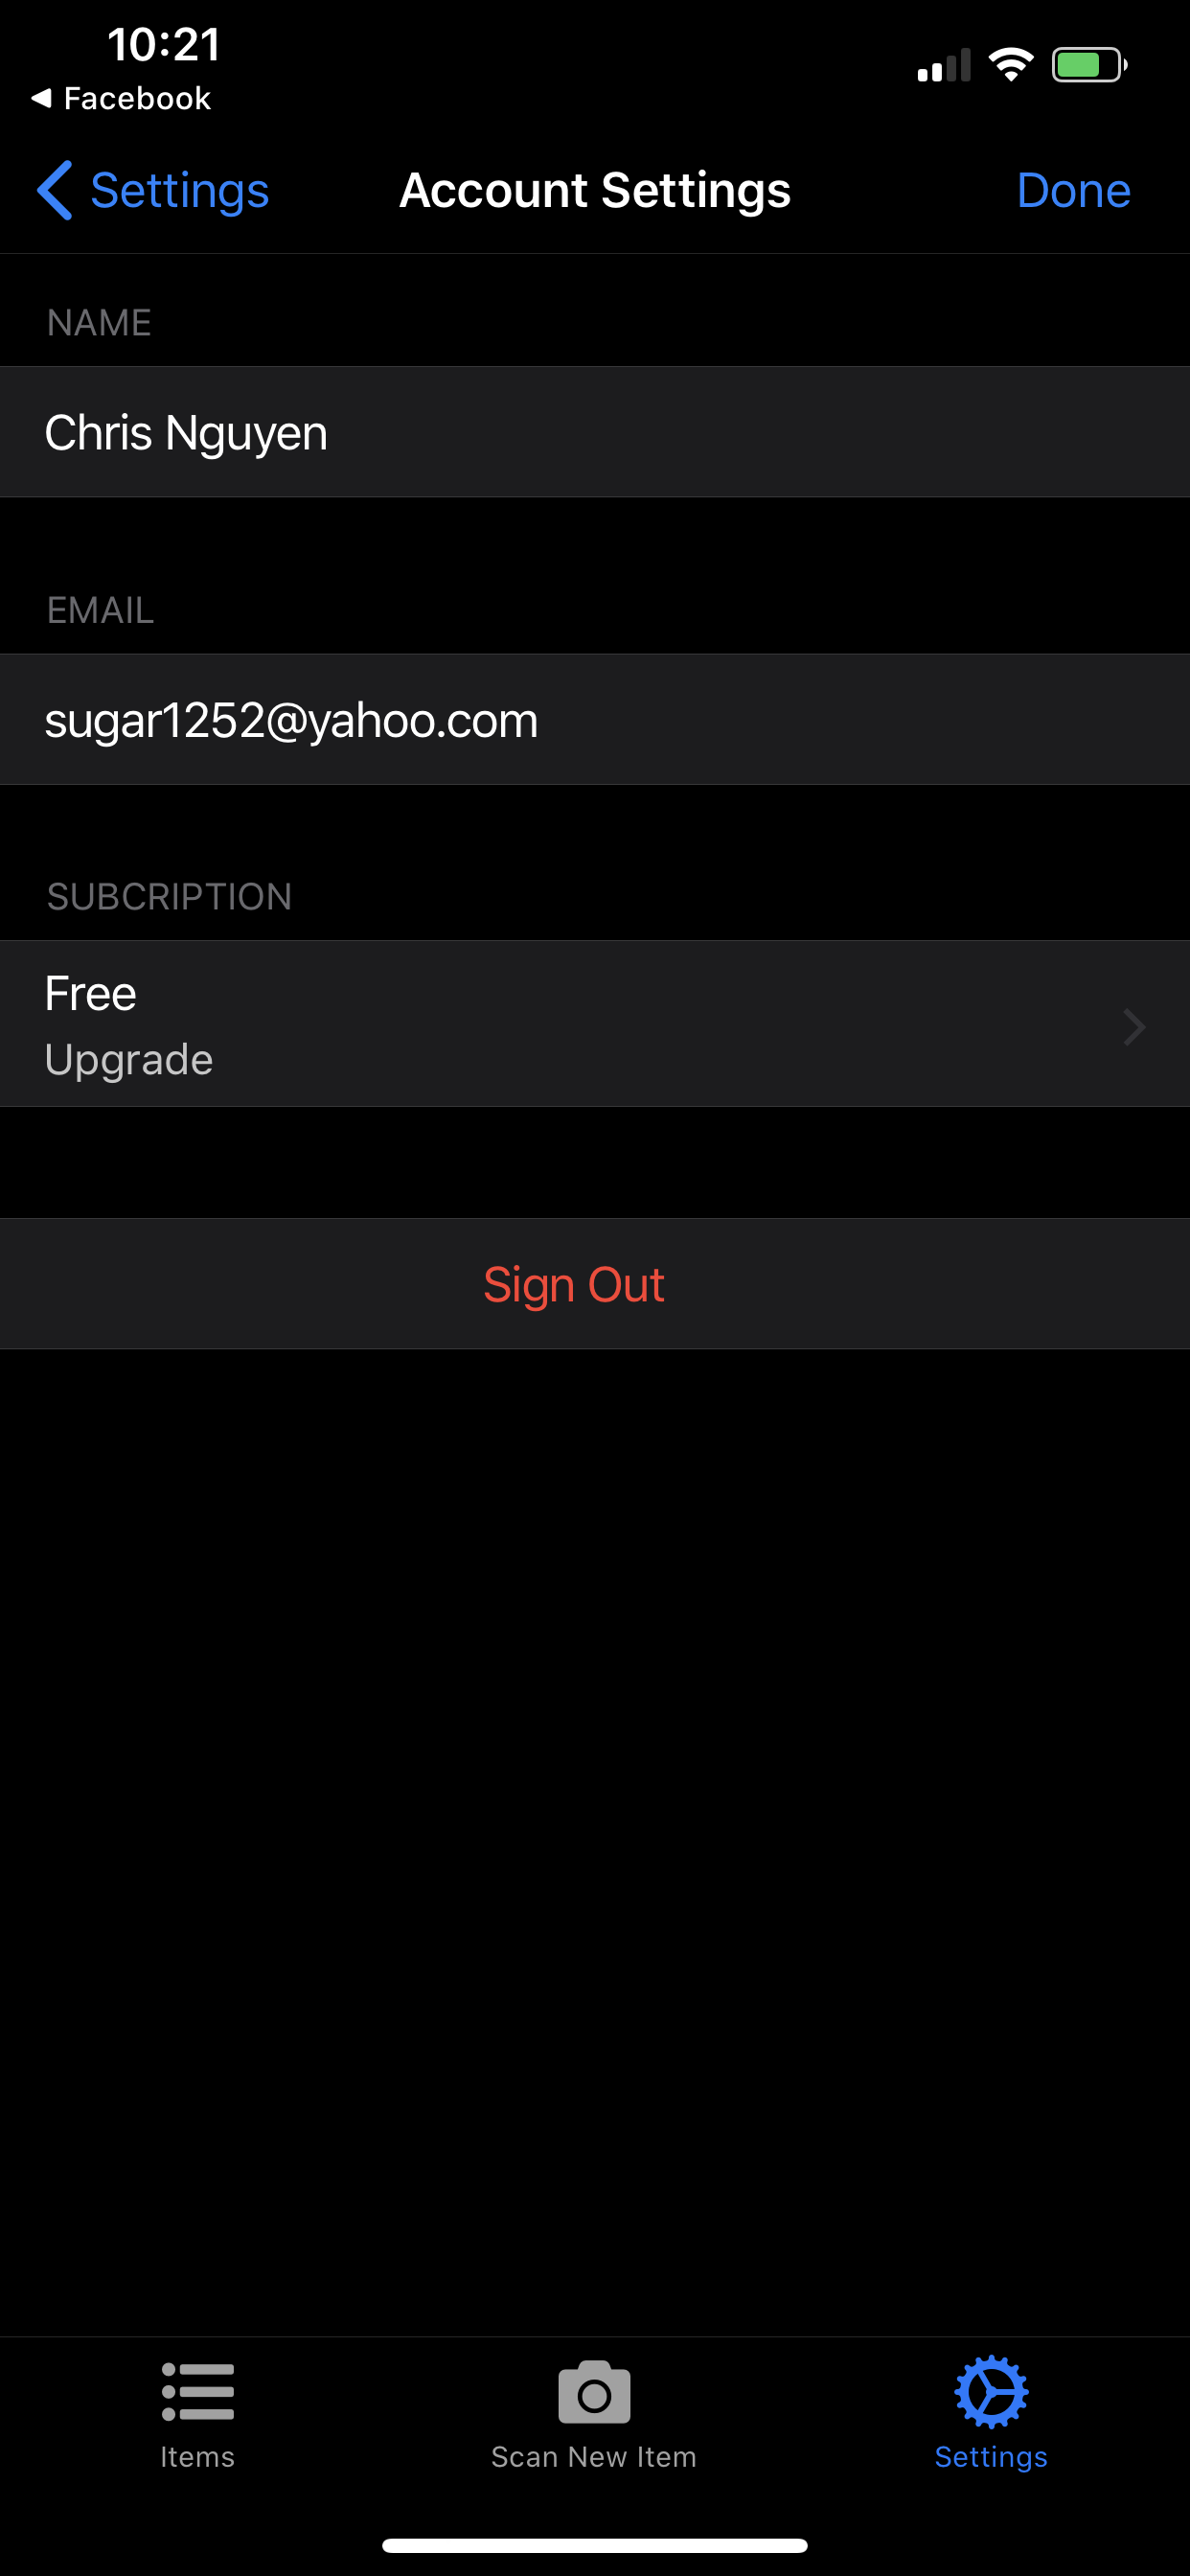 10:21
Facebook
Settings
Account Settings
Done
NAME
Chris Nguyen
EMAIL
sugar1252@yahoo.com
SUBCRIPTION
Free
Upgrade
Sign Out
Items
Scan New Item
Settings